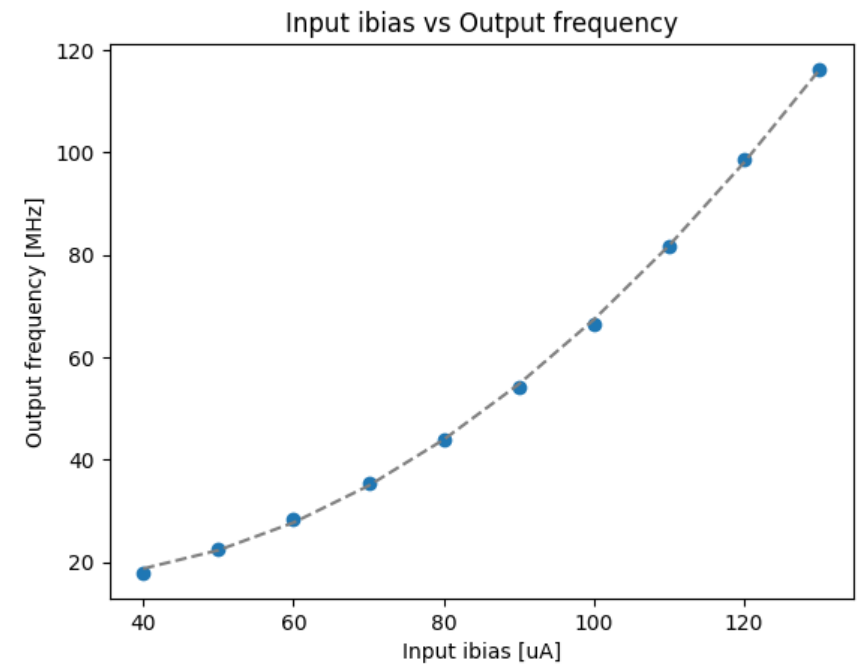 Input ibias vs Output frequency
120
100
80
60
40
20
Output frequency [MHz]
40 60 80 100 120
Input ibias [uA]